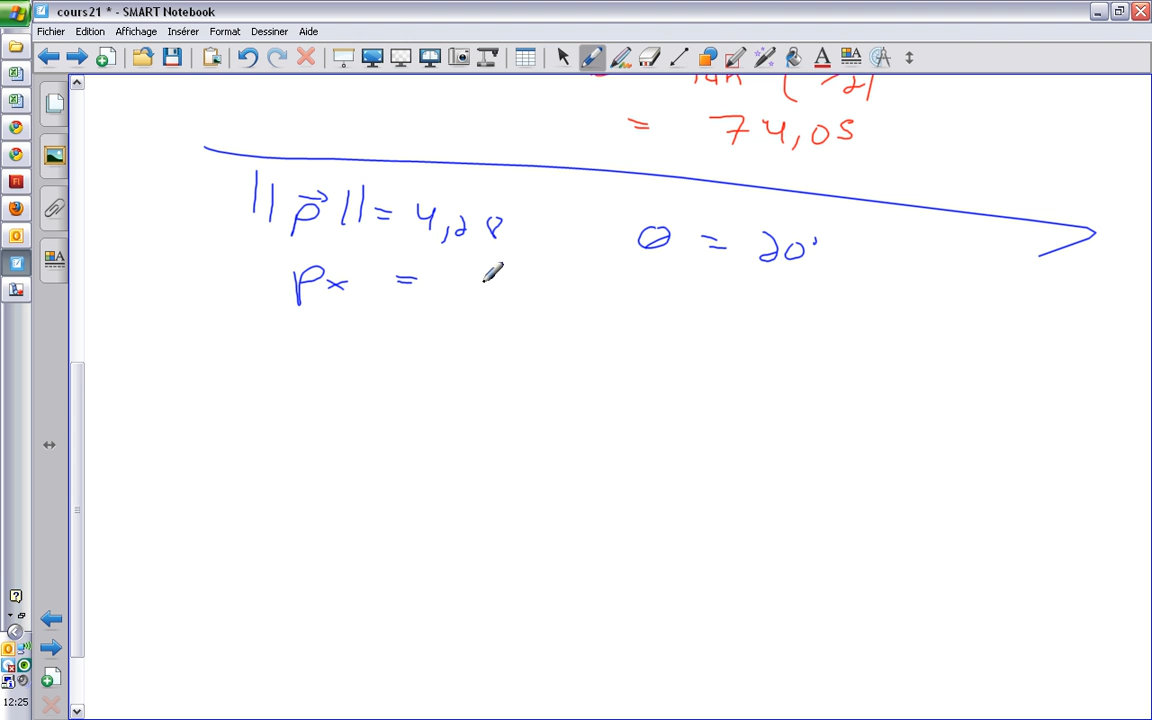 cours21 * - SMART Notebook
Fichier Edition Affichage Insérer Format Dessiner Aide
= 74,05
||p⃗|| = 4,28 θ = 20°
Px =
12:25